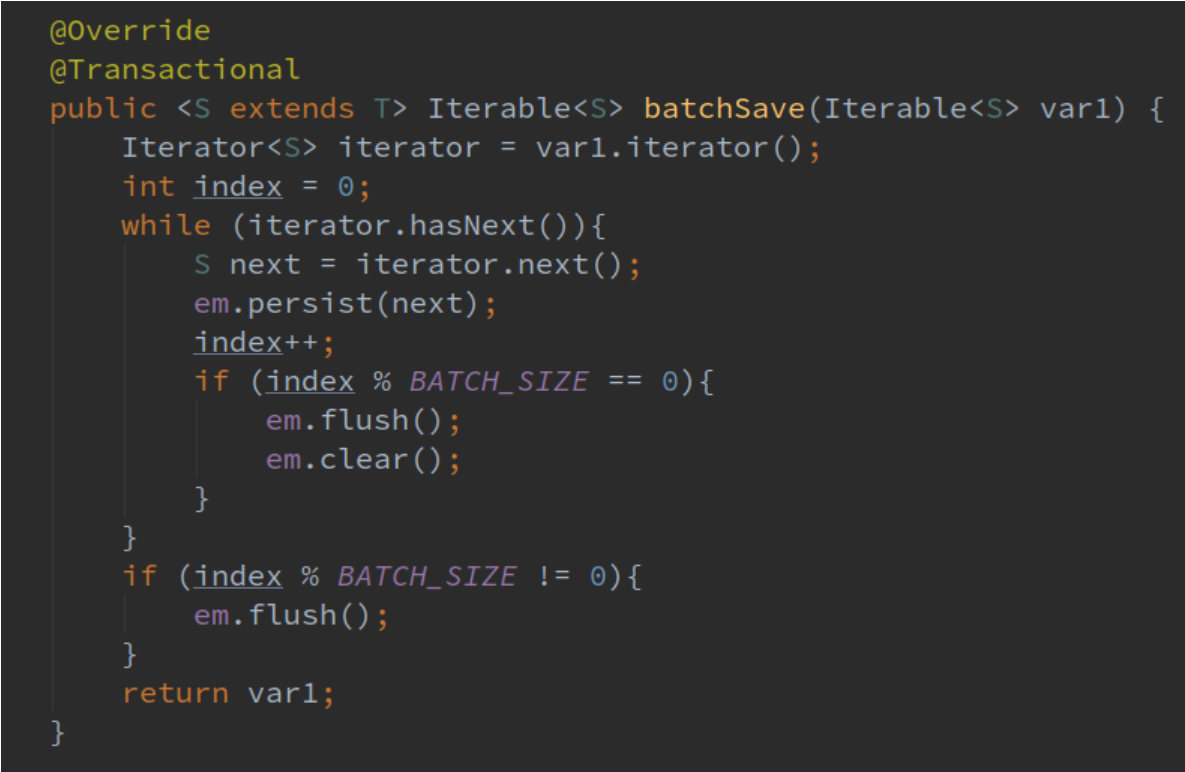 @Override
@Transactional
public <S extends T> Iterable<S> batchSave(Iterable<S> var1) {
    Iterator<S> iterator = var1.iterator();
    int index = 0;
    while (iterator.hasNext()){
        S next = iterator.next();
        em.persist(next);
        index++;
        if (index % BATCH_SIZE == 0){
            em.flush();
            em.clear();
        }
    }
    if (index % BATCH_SIZE != 0){
        em.flush();
    }
    return var1;
}